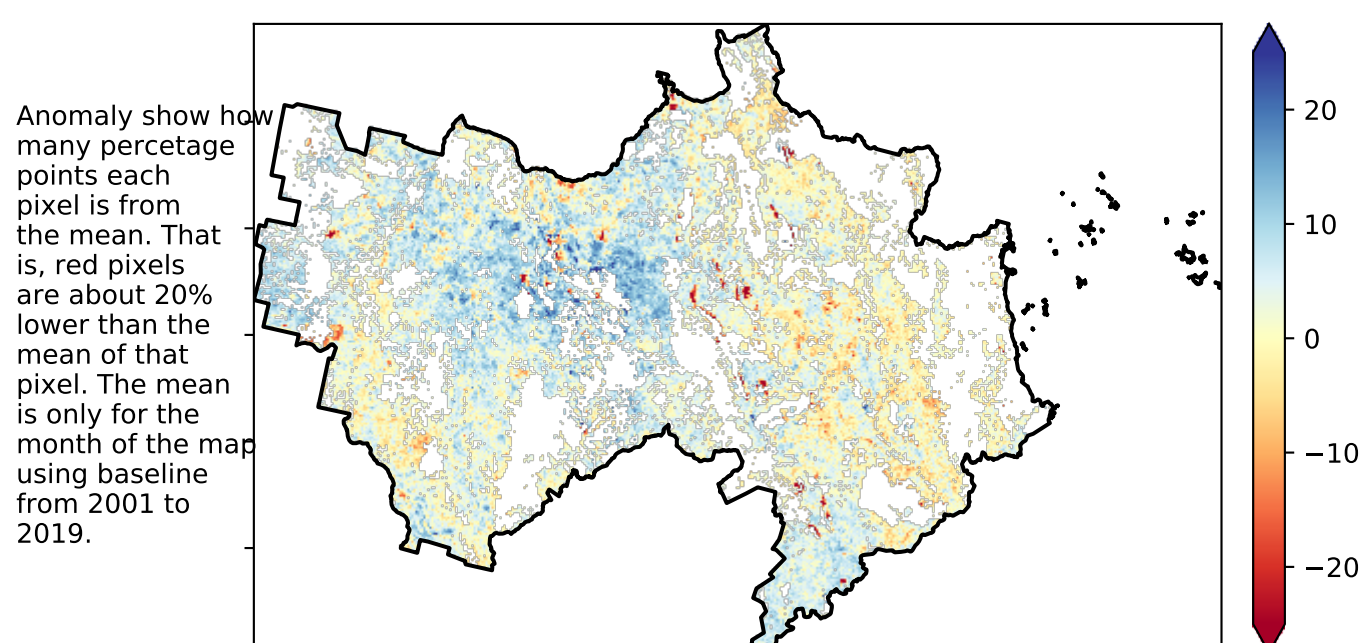 Anomaly show how
many percetage
points each
pixel is from
the mean. That
is, red pixels
are about 20%
lower than the
mean of that
pixel. The mean
is only for the
month of the map
using baseline
from 2001 to
2019.
20
10
0
−10
−20